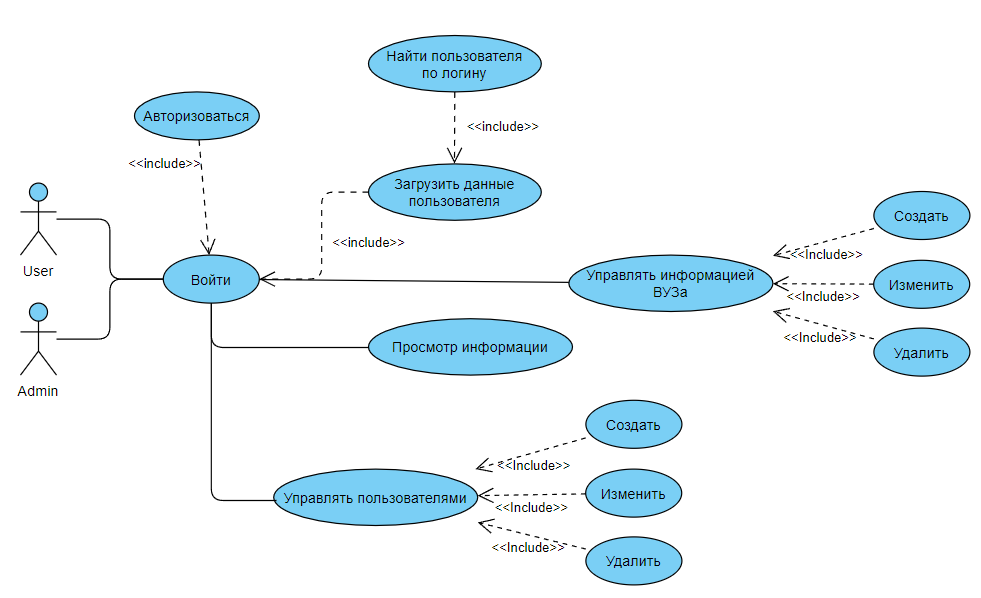 Найти пользователя
по логину
Авторизоваться
<<include>>
<<include>>
Загрузить данные
пользователя
<<include>>
User
Войти
Admin
Управлять информацией
ВУЗа
Создать
<<Include>>
Изменить
<<Include>>
Удалить
<<Include>>
Просмотр информации
Управлять пользователями
Создать
<<Include>>
Изменить
<<Include>>
Удалить
<<Include>>